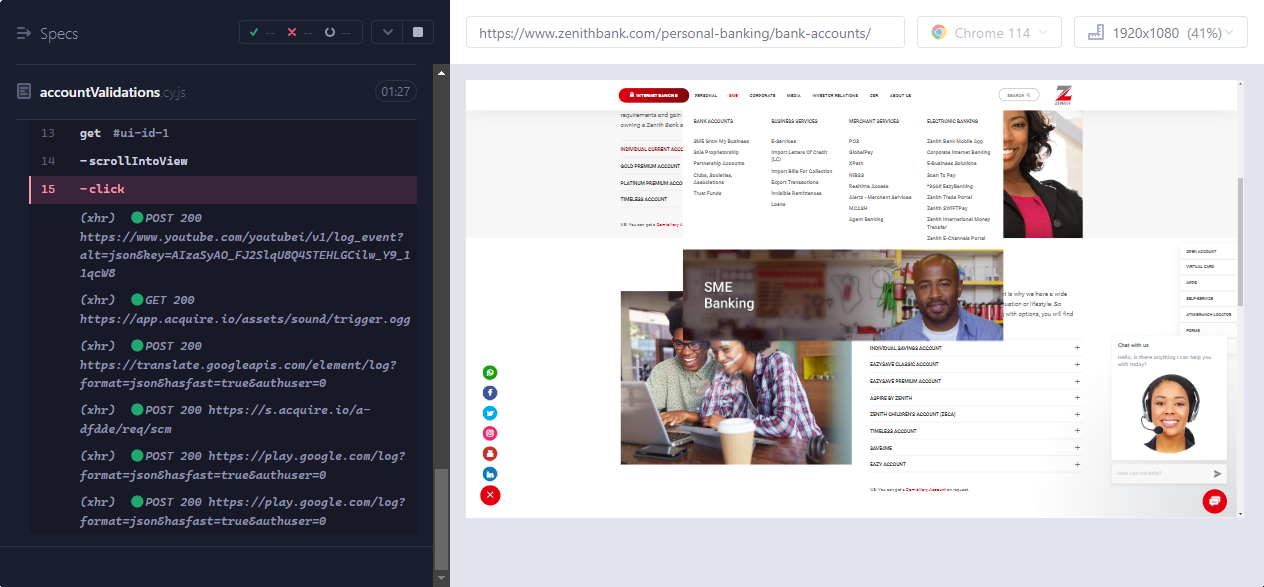 Specs
-- -- --
https://www.zenithbank.com/personal-banking/bank-accounts/
Chrome 114
1920x1080 (41%)
accountValidations.cy.js
01:27
13 get #ui-id-1
14 -scrollIntoView
15 -click
(xhr) POST 200
https://www.youtube.com/youtubei/v1/log_event?
alt=json&key=AIzaSyAO_FJ2SlqU8Q4STEHLGCilw_Y9_1
1qcW8
(xhr) GET 200
https://app.acquire.io/assets/sound/trigger.ogg
(xhr) POST 200
https://translate.googleapis.com/element/log?
format=json&hasfast=true&authuser=0
(xhr) POST 200 https://s.acquire.io/a-
afdde/req/scm
(xhr) POST 200 https://play.google.com/log?
format=json&hasfast=true&authuser=0
(xhr) POST 200 https://play.google.com/log?
format=json&hasfast=true&authuser=0
INTERNET BANKING PERSONAL SME CORPORATE MEDIA INVESTOR RELATIONS CSR ABOUT US
SEARCH
ZENITH
requirements and gain
owning a Zenith Bank
INDIVIDUAL CURRENT ACC
GOLD PREMIUM ACCOUNT
PLATINUM PREMIUM ACCO
TIMELESS ACCOUNT
NB: You can get a Domiciliary A
BANK ACCOUNTS
SME Grow My Business
Sole Proprietorship
Partnership Accounts
Clubs, Societies,
Associations
Trust Funds
BUSINESS SERVICES
E-Services
Import Letters Of Credit
(LC)
Import Bills For Collection
Export Transactions
Invisible Remittances
Loans
MERCHANT SERVICES
POS
GlobalPay
XPath
NIBSS
Realtime Access
Alertz - Merchant Services
MCASH
Agent Banking
ELECTRONIC BANKING
Zenith Bank Mobile App
Corporate Internet Banking
E-Business Solutions
Scan To Pay
*966# EazyBanking
Zenith Trade Portal
Zenith SWIFTPay
Zenith International Money
Transfer
Zenith E-Channels Portal
SME
Banking
t is why we have a wide
tuation or lifestyle. So
with options, you will find
INDIVIDUAL SAVINGS ACCOUNT +
EAZYSAVE CLASSIC ACCOUNT +
EAZYSAVE PREMIUM ACCOUNT +
ASPIRE BY ZENITH +
ZENITH CHILDREN'S ACCOUNT (ZECA) +
TIMELESS ACCOUNT +
SAVE4ME +
EAZY ACCOUNT +
NB: You can get a Domiciliary Account on request.
OPEN ACCOUNT
VIRTUAL CARD
APPS
SELF-SERVICE
ATM/BRANCH LOCATOR
FORMS
Chat with us
Hello, is there anything I can help you
with today?
How can we help?